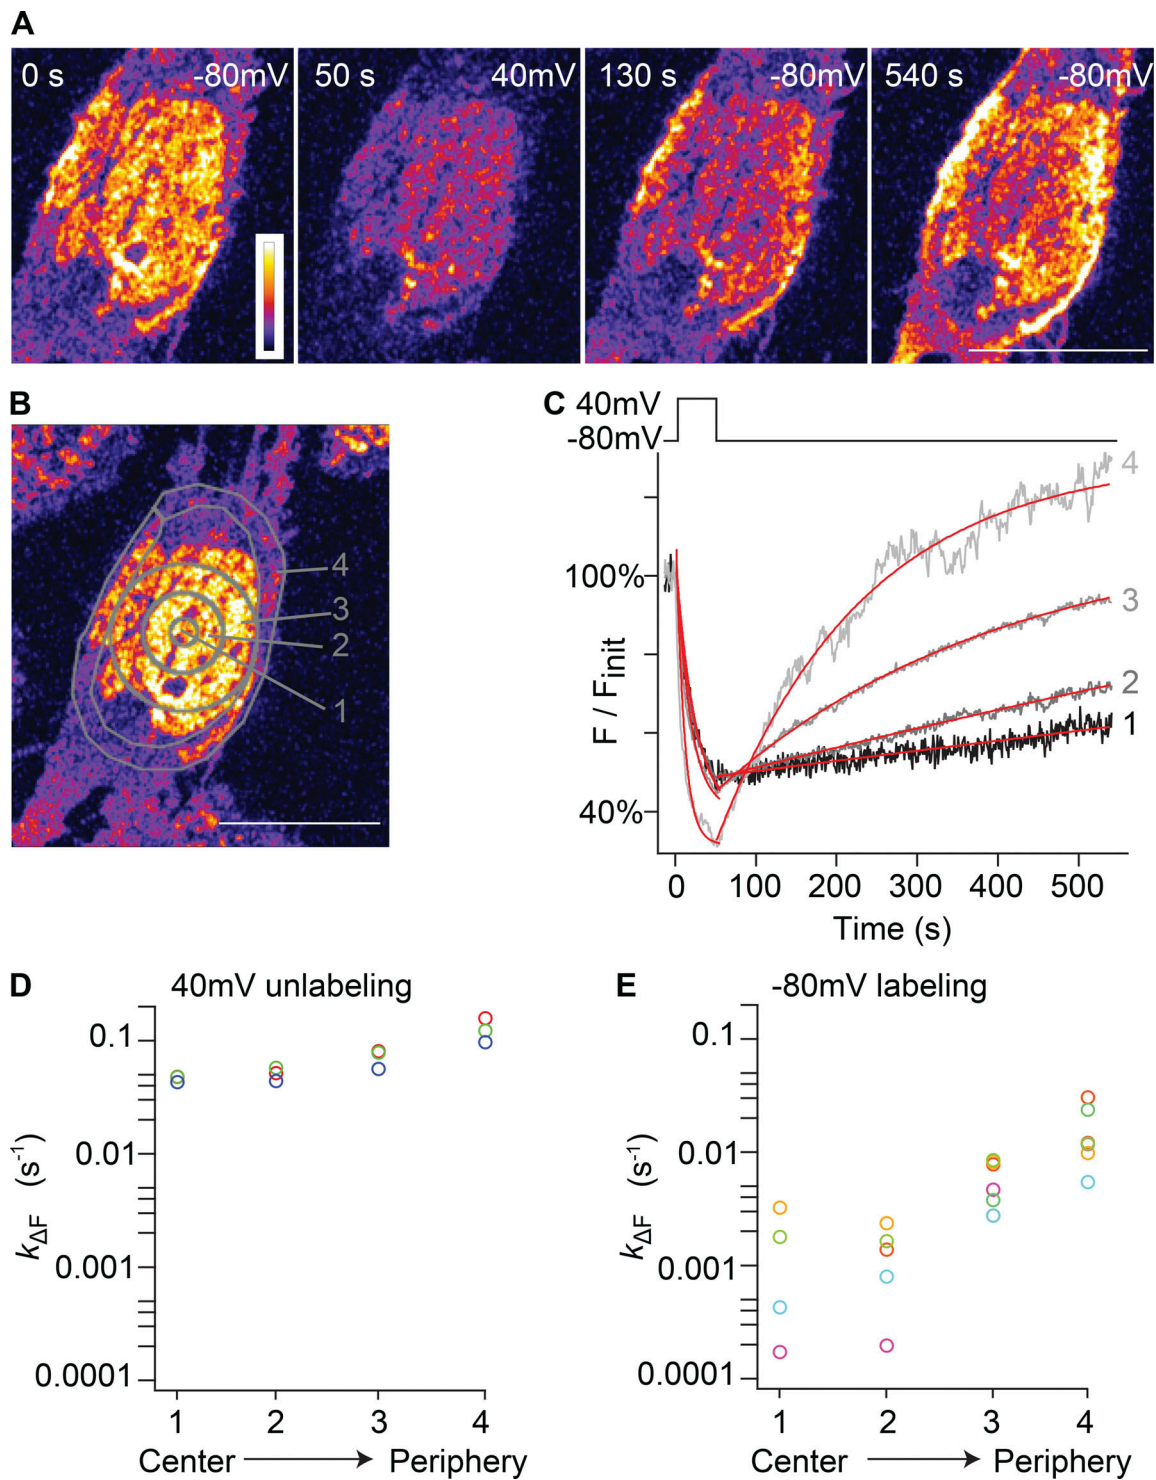 A
0 s -80mV 50 s 40mV 130 s -80mV 540 s -80mV
B
4
3
2
1
C
40mV
-80mV
F / Finit
100%
40%
4
3
2
1
0 100 200 300 400 500
Time (s)
D 40mV unlabeling
kΔF (s-1)
0.1
0.01
0.001
0.0001
1 2 3 4
Center Periphery
E -80mV labeling
kΔF (s-1)
0.1
0.01
0.001
0.0001
1 2 3 4
Center Periphery